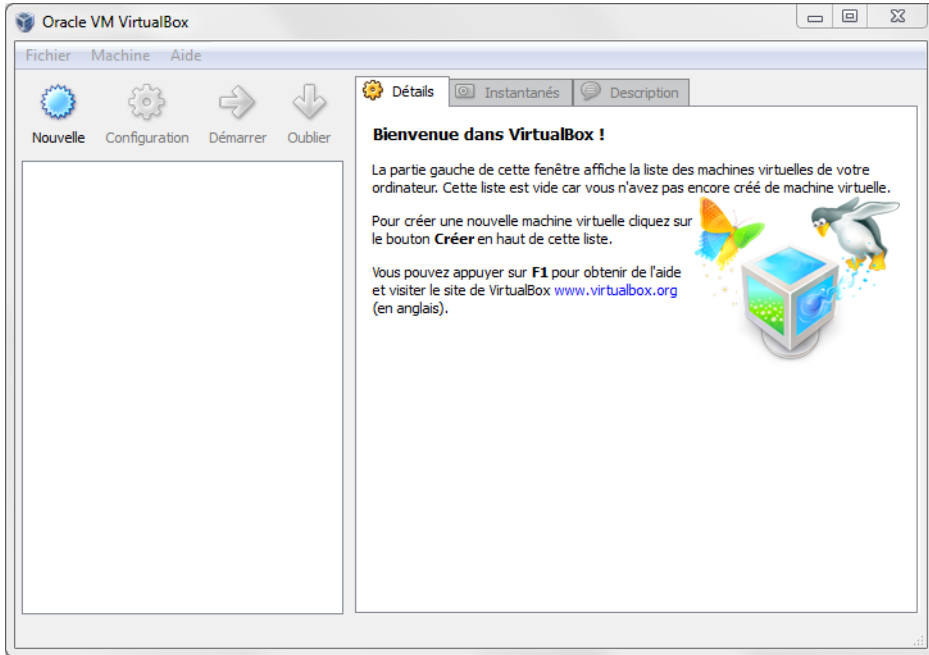 Oracle VM VirtualBox
Fichier Machine Aide
Nouvelle Configuration Démarrer Oublier
Détails Instantanés Description
Bienvenue dans VirtualBox !
La partie gauche de cette fenêtre affiche la liste des machines virtuelles de votre
ordinateur. Cette liste est vide car vous n'avez pas encore créé de machine virtuelle.
Pour créer une nouvelle machine virtuelle cliquez sur
le bouton Créer en haut de cette liste.
Vous pouvez appuyer sur F1 pour obtenir de l'aide
et visiter le site de VirtualBox www.virtualbox.org
(en anglais).